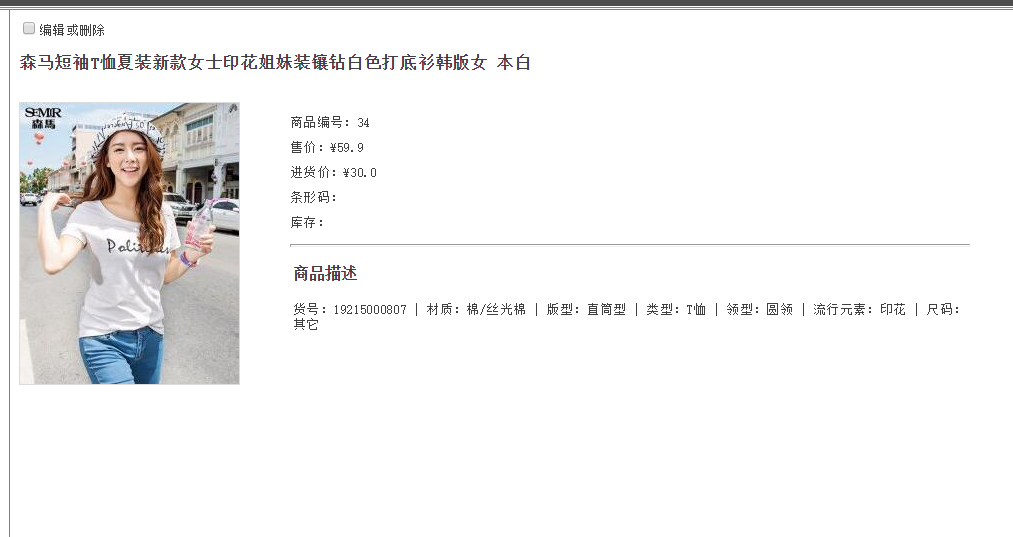 编辑或删除
森马短袖T恤夏装新款女士印花姐妹装镶钻白色打底衫韩版女 本白
SEMIR
森馬
商品编号：34
售价：¥59.9
进货价：¥30.0
条形码：
库存：
商品描述
货号：19215000807 | 材质：棉/丝光棉 | 版型：直筒型 | 类型：T恤 | 领型：圆领 | 流行元素：印花 | 尺码：
其它